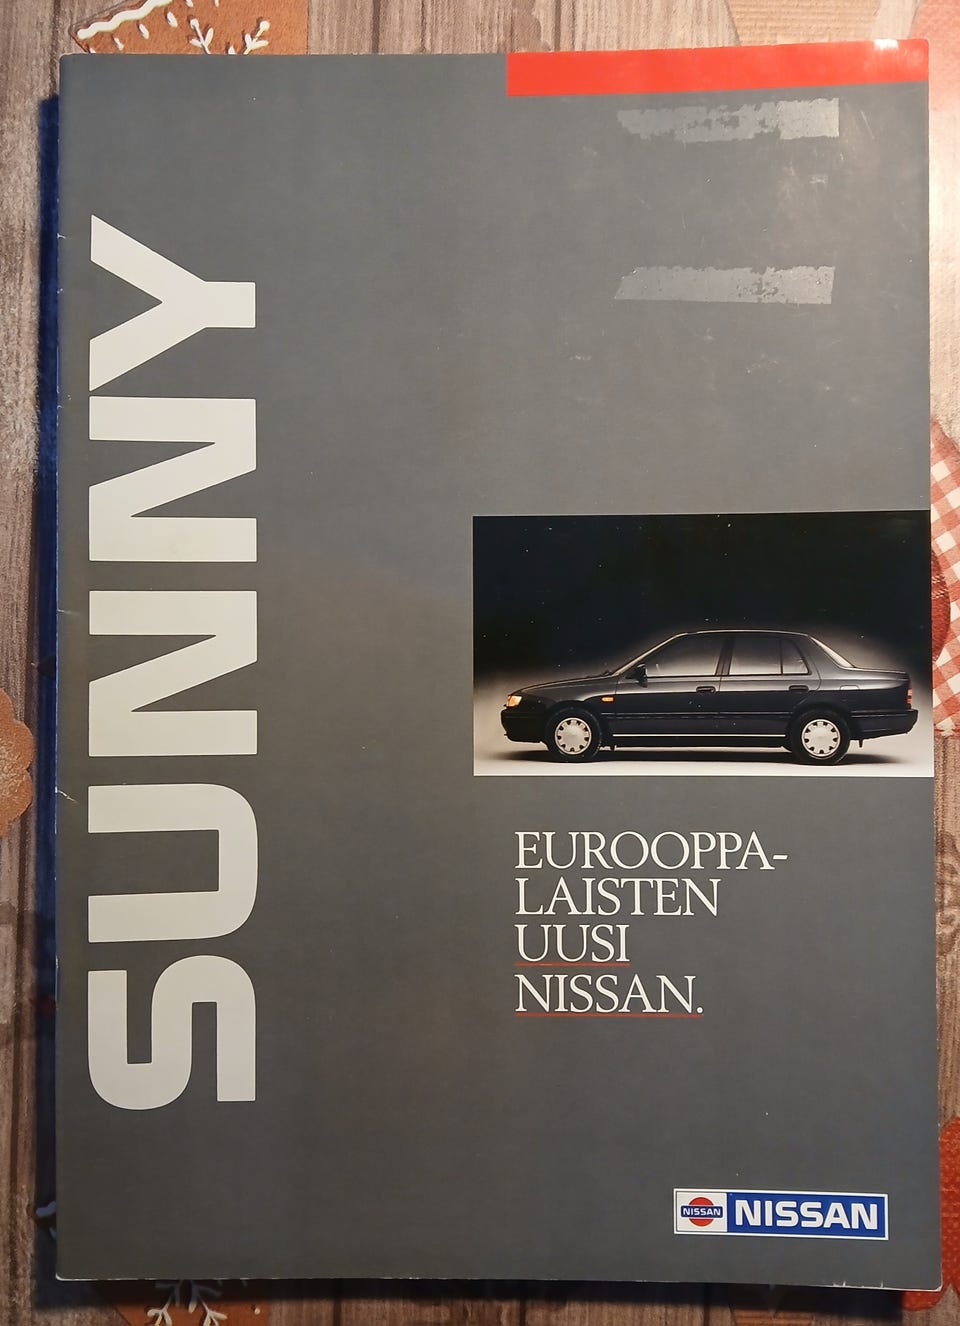 SUNNY
EUROOPPA-
LAISTEN
UUSI
NISSAN.
NISSAN NISSAN